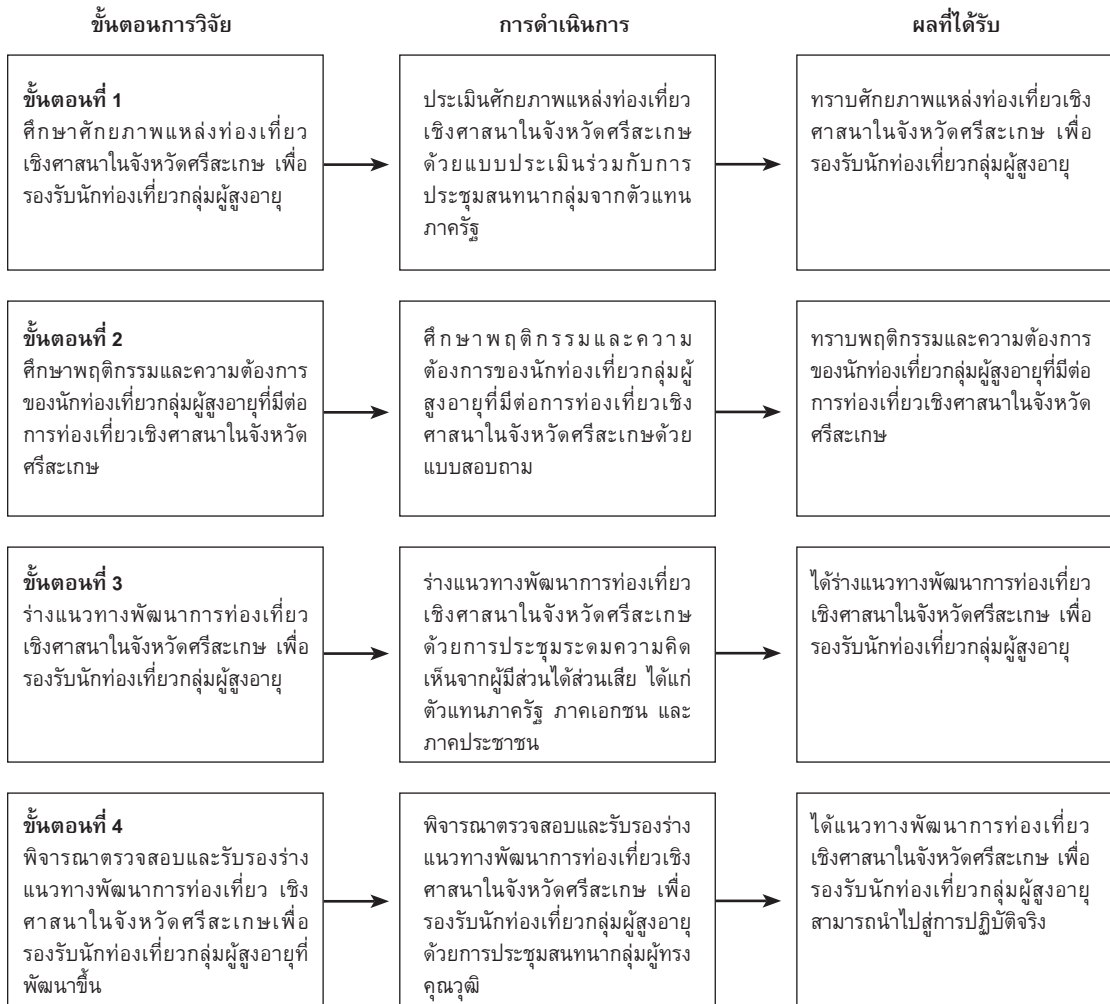 ขั้นตอนการวิจัย
การดำเนินการ
ผลที่ได้รับ
ขั้นตอนที่ 1
ศึกษาศักยภาพแหล่งท่องเที่ยว
เชิงศาสนาในจังหวัดศรีสะเกษ เพื่อ
รองรับนักท่องเที่ยวกลุ่มผู้สูงอายุ
ประเมินศักยภาพแหล่งท่องเที่ยว
เชิงศาสนาในจังหวัดศรีสะเกษ
ด้วยแบบประเมินร่วมกับการ
ประชุมสนทนากลุ่มจากตัวแทน
ภาครัฐ
ทราบศักยภาพแหล่งท่องเที่ยวเชิง
ศาสนาในจังหวัดศรีสะเกษ เพื่อ
รองรับนักท่องเที่ยวกลุ่มผู้สูงอายุ
ขั้นตอนที่ 2
ศึกษาพฤติกรรมและความต้องการ
ของนักท่องเที่ยวกลุ่มผู้สูงอายุที่มีต่อ
การท่องเที่ยวเชิงศาสนาในจังหวัด
ศรีสะเกษ
ศึกษาพฤติกรรมและความ
ต้องการของนักท่องเที่ยวกลุ่มผู้
สูงอายุที่มีต่อการท่องเที่ยวเชิง
ศาสนาในจังหวัดศรีสะเกษด้วย
แบบสอบถาม
ทราบพฤติกรรมและความต้องการ
ของนักท่องเที่ยวกลุ่มผู้สูงอายุที่มีต่อ
การท่องเที่ยวเชิงศาสนาในจังหวัด
ศรีสะเกษ
ขั้นตอนที่ 3
ร่างแนวทางพัฒนาการท่องเที่ยว
เชิงศาสนาในจังหวัดศรีสะเกษ เพื่อ
รองรับนักท่องเที่ยวกลุ่มผู้สูงอายุ
ร่างแนวทางพัฒนาการท่องเที่ยว
เชิงศาสนาในจังหวัดศรีสะเกษ
ด้วยการประชุมระดมความคิด
เห็นจากผู้มีส่วนได้ส่วนเสีย ได้แก่
ตัวแทนภาครัฐ ภาคเอกชน และ
ภาคประชาชน
ได้ร่างแนวทางพัฒนาการท่องเที่ยว
เชิงศาสนาในจังหวัดศรีสะเกษ เพื่อ
รองรับนักท่องเที่ยวกลุ่มผู้สูงอายุ
ขั้นตอนที่ 4
พิจารณาตรวจสอบและรับรองร่าง
แนวทางพัฒนาการท่องเที่ยว เชิง
ศาสนาในจังหวัดศรีสะเกษเพื่อ
รองรับนักท่องเที่ยวกลุ่มผู้สูงอายุที่
พัฒนาขึ้น
พิจารณาตรวจสอบและรับรองร่าง
แนวทางพัฒนาการท่องเที่ยวเชิง
ศาสนาในจังหวัดศรีสะเกษ เพื่อ
รองรับนักท่องเที่ยวกลุ่มผู้สูงอายุ
ด้วยการประชุมสนทนากลุ่มผู้ทรง
คุณวุฒิ
ได้แนวทางพัฒนาการท่องเที่ยว
เชิงศาสนาในจังหวัดศรีสะเกษ เพื่อ
รองรับนักท่องเที่ยวกลุ่มผู้สูงอายุ
สามารถนำไปสู่การปฏิบัติจริง